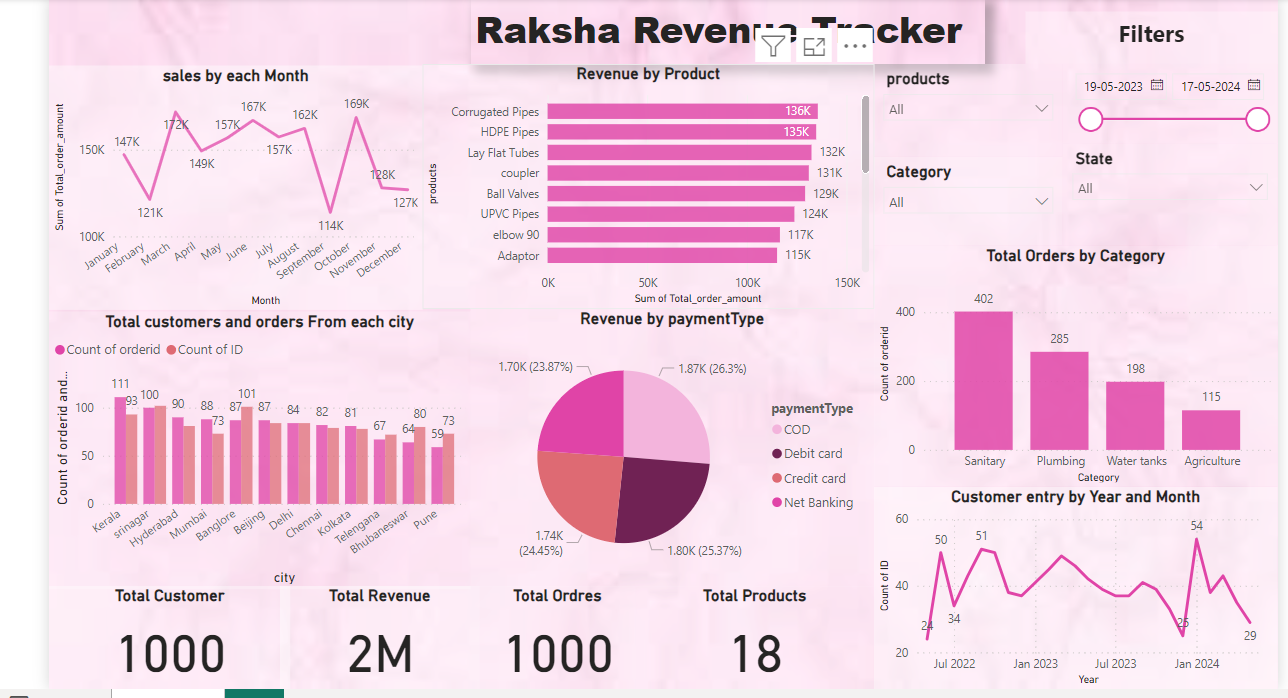 Raksha Revenue Tracker
Filters
sales by each Month
Sum of Total_order_amount
150K
100K
147K
121K
172K
149K
157K
167K
157K
162K
114K
169K
128K
127K
January
February
March
April
May
June
July
August
September
October
November
December
Month
Revenue by Product
products
Corrugated Pipes 136K
HDPE Pipes 135K
Lay Flat Tubes 132K
coupler 131K
Ball Valves 129K
UPVC Pipes 124K
elbow 90 117K
Adaptor 115K
0K 50K 100K 150K
Sum of Total_order_amount
products
All
19-05-2023 17-05-2024
Category
All
State
All
Total customers and orders From each city
Count of orderid Count of ID
Count of orderid and...
100
50
0
111
93
100
90
88
73
87
101
87
84
82
81
67
64
80
59
73
Kerala
srinagar
Hyderabad
Mumbai
Banglore
Beijing
Delhi
Chennai
Kolkata
Telengana
Bhubaneswar
Pune
city
Revenue by paymentType
1.70K (23.87%)
1.87K (26.3%)
1.74K
(24.45%)
1.80K (25.37%)
paymentType
COD
Debit card
Credit card
Net Banking
Total Orders by Category
Count of orderid
400
200
0
402
285
198
115
Sanitary Plumbing Water tanks Agriculture
Category
Customer entry by Year and Month
Count of ID
60
40
20
24
50
34
51
25
54
29
Jul 2022 Jan 2023 Jul 2023 Jan 2024
Year
Total Customer
1000
Total Revenue
2M
Total Ordres
1000
Total Products
18